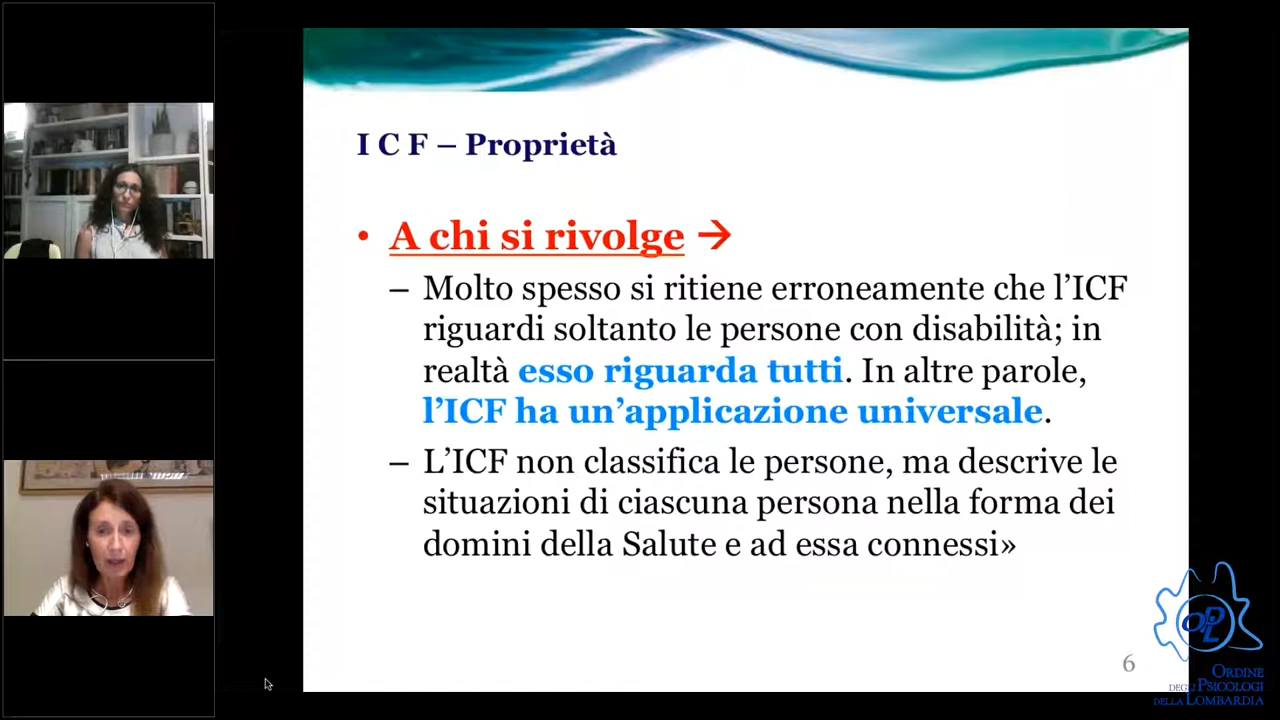 I C F – Proprietà
• A chi si rivolge →
– Molto spesso si ritiene erroneamente che l’ICF
riguardi soltanto le persone con disabilità; in
realtà esso riguarda tutti. In altre parole,
l’ICF ha un’applicazione universale.
– L’ICF non classifica le persone, ma descrive le
situazioni di ciascuna persona nella forma dei
domini della Salute e ad essa connessi»
6
OPL
ORDINE
DEGLI PSICOLOGI
DELLA LOMBARDIA